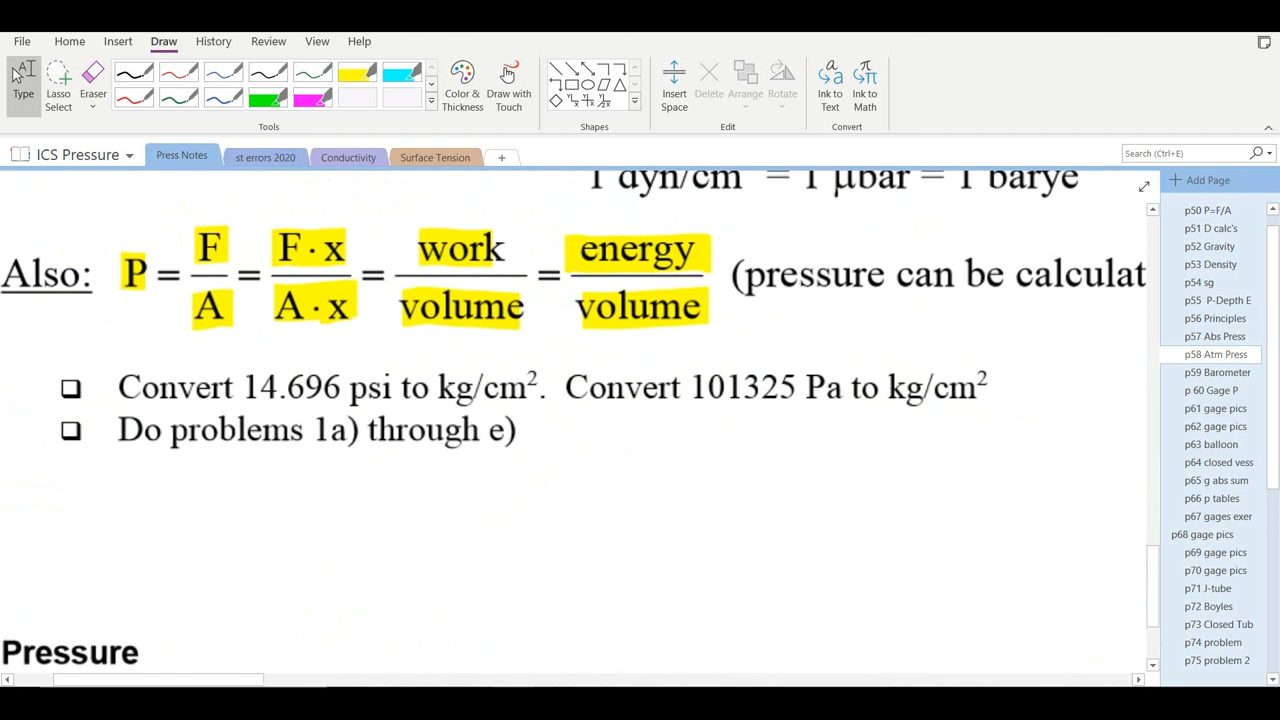 File Home Insert Draw History Review View Help
Type Lasso Select Eraser Color & Thickness Draw with Touch Insert Space Delete Arrange Rotate Ink to Text Ink to Math
Tools Shapes Edit Convert
ICS Pressure Press Notes st errors 2020 Conductivity Surface Tension + Search (Ctrl+E)
1 dyn/cm = 1 μbar = 1 barye
Also: P = F/A = F · x/A · x = work/volume = energy/volume (pressure can be calculat
Convert 14.696 psi to kg/cm². Convert 101325 Pa to kg/cm²
Do problems 1a) through e)
Pressure
Add Page
p50 P=F/A
p51 D calc's
p52 Gravity
p53 Density
p54 sg
p55 P-Depth E
p56 Principles
p57 Abs Press
p58 Atm Press
p59 Barometer
p 60 Gage P
p61 gage pics
p62 gage pics
p63 balloon
p64 closed vess
p65 g abs sum
p66 p tables
p67 gages exer
p68 gage pics
p69 gage pics
p70 gage pics
p71 J-tube
p72 Boyles
p73 Closed Tub
p74 problem
p75 problem 2